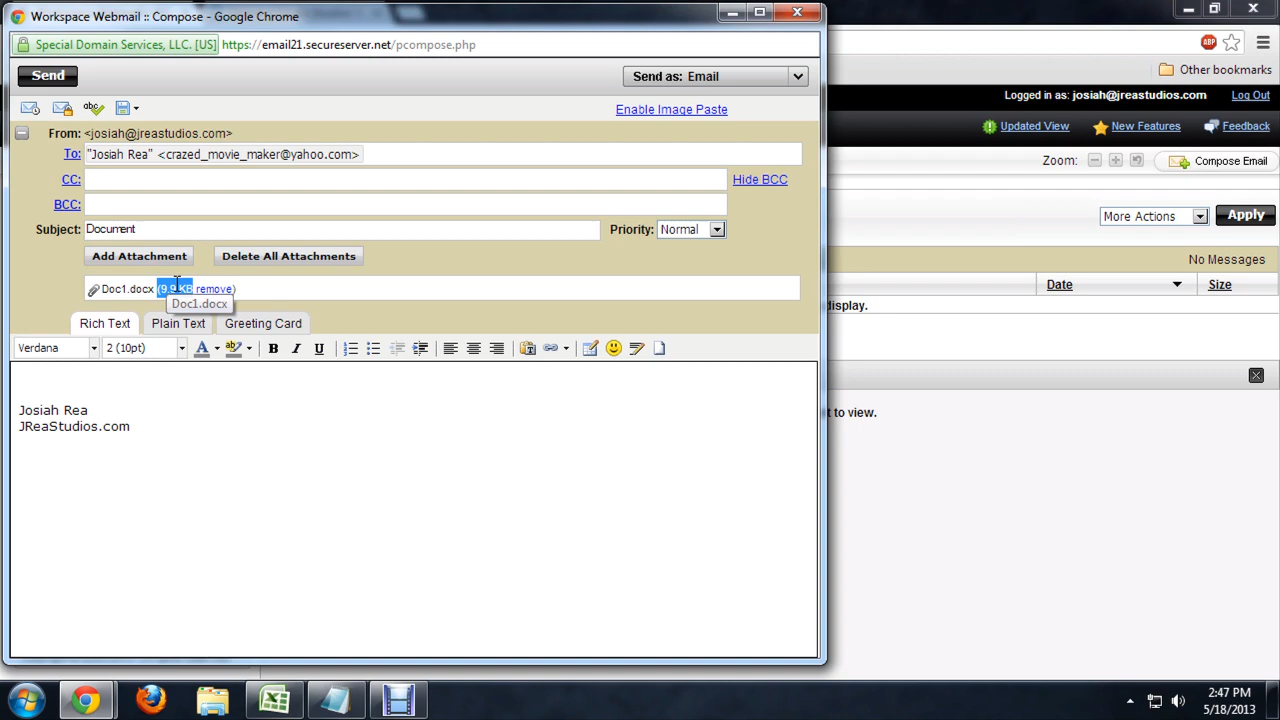 Workspace Webmail :: Compose - Google Chrome
Special Domain Services, LLC. [US] https://email21.secureserver.net/pcompose.php
Other bookmarks
Send
Send as: Email
Logged in as: josiah@jreastudios.com Log Out
Enable Image Paste
Updated View New Features Feedback
From: <josiah@jreastudios.com>
To: "Josiah Rea" <crazed_movie_maker@yahoo.com>
Zoom: Compose Email
CC: Hide BCC
BCC:
More Actions Apply
Subject: Document Priority: Normal
Add Attachment Delete All Attachments
No Messages
Doc1.docx (9.9 KB remove)
Date Size
Doc1.docx
display.
Rich Text Plain Text Greeting Card
Verdana 2 (10pt) A ab B I U
Josiah Rea
t to view.
JReaStudios.com
2:47 PM
5/18/2013
ABP
abc